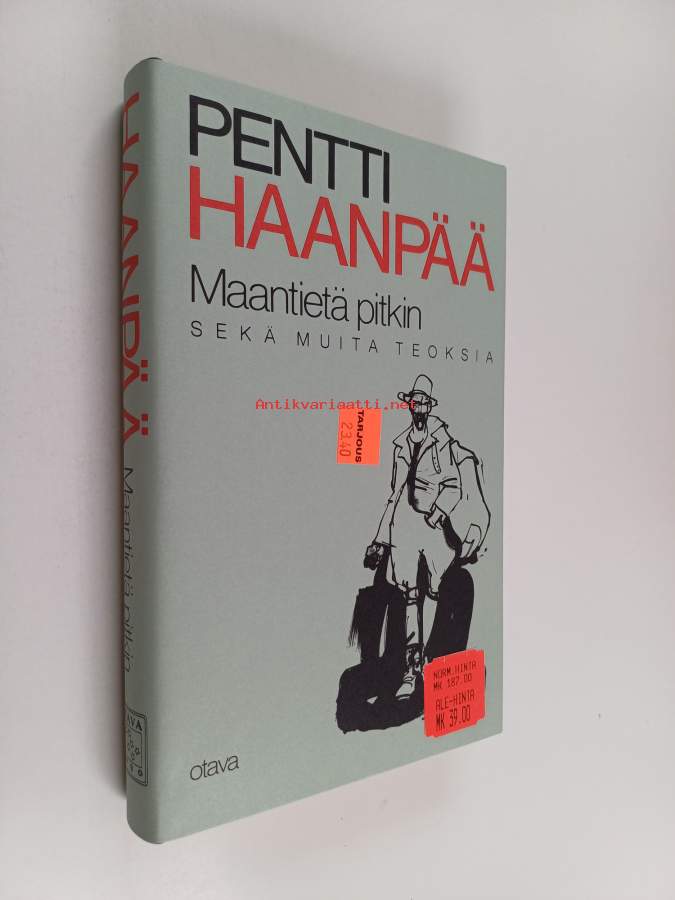 PENTTI
HAANPÄÄ
Maantietä pitkin
SEKÄ MUITA TEOKSIA
Antikvariaatti.net
TARJOUS
23.40
NORM.HINTA
MK 187.00
ALE-HINTA
MK 39.00
otava
HAANPÄÄ
Maantietä pitkin